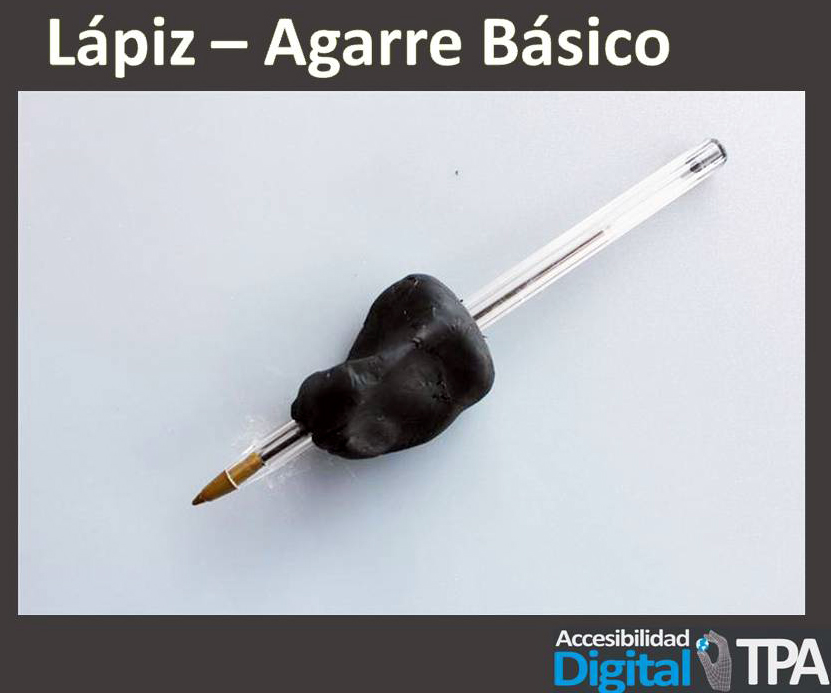 Lápiz – Agarre Básico
Accesibilidad
Digital TPA